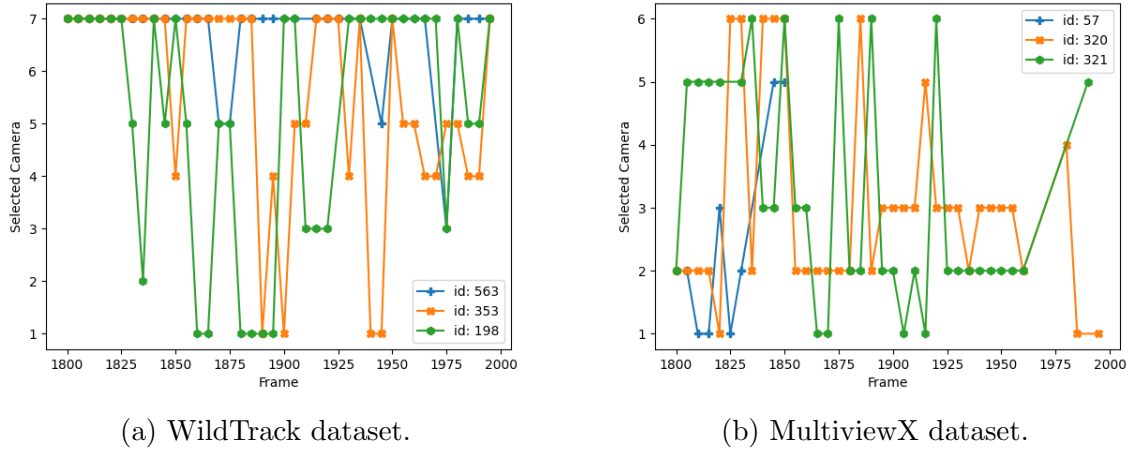 7
6
5
4
3
2
1
Selected Camera
1800 1825 1850 1875 1900 1925 1950 1975 2000
Frame
id: 563
id: 353
id: 198
(a) WildTrack dataset.
6
5
4
3
2
1
Selected Camera
1800 1825 1850 1875 1900 1925 1950 1975 2000
Frame
id: 57
id: 320
id: 321
(b) MultiviewX dataset.